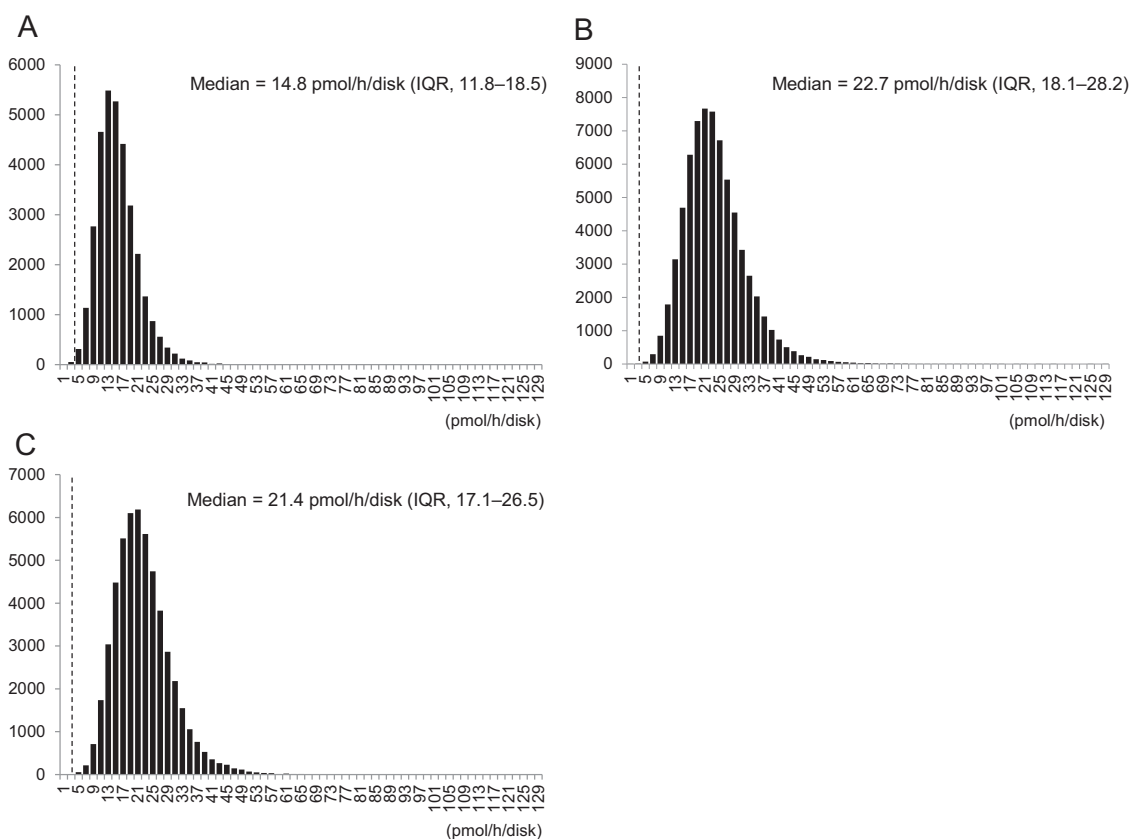 A
6000
5000
4000
3000
2000
1000
0
Median = 14.8 pmol/h/disk (IQR, 11.8–18.5)
1 5 9 13 17 21 25 29 33 37 41 45 49 53 57 61 65 69 73 77 81 85 89 93 97 101 105 109 113 117 121 125 129
(pmol/h/disk)
B
9000
8000
7000
6000
5000
4000
3000
2000
1000
0
Median = 22.7 pmol/h/disk (IQR, 18.1–28.2)
1 5 9 13 17 21 25 29 33 37 41 45 49 53 57 61 65 69 73 77 81 85 89 93 97 101 105 109 113 117 121 125 129
(pmol/h/disk)
C
7000
6000
5000
4000
3000
2000
1000
0
Median = 21.4 pmol/h/disk (IQR, 17.1–26.5)
1 5 9 13 17 21 25 29 33 37 41 45 49 53 57 61 65 69 73 77 81 85 89 93 97 101 105 109 113 117 121 125 129
(pmol/h/disk)